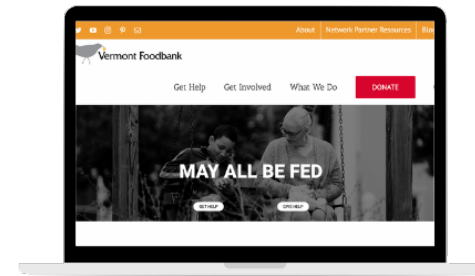 About Network Partner Resources Blo
Vermont Foodbank
Get Help Get Involved What We Do DONATE
MAY ALL BE FED
GET HELP GIVE HELP